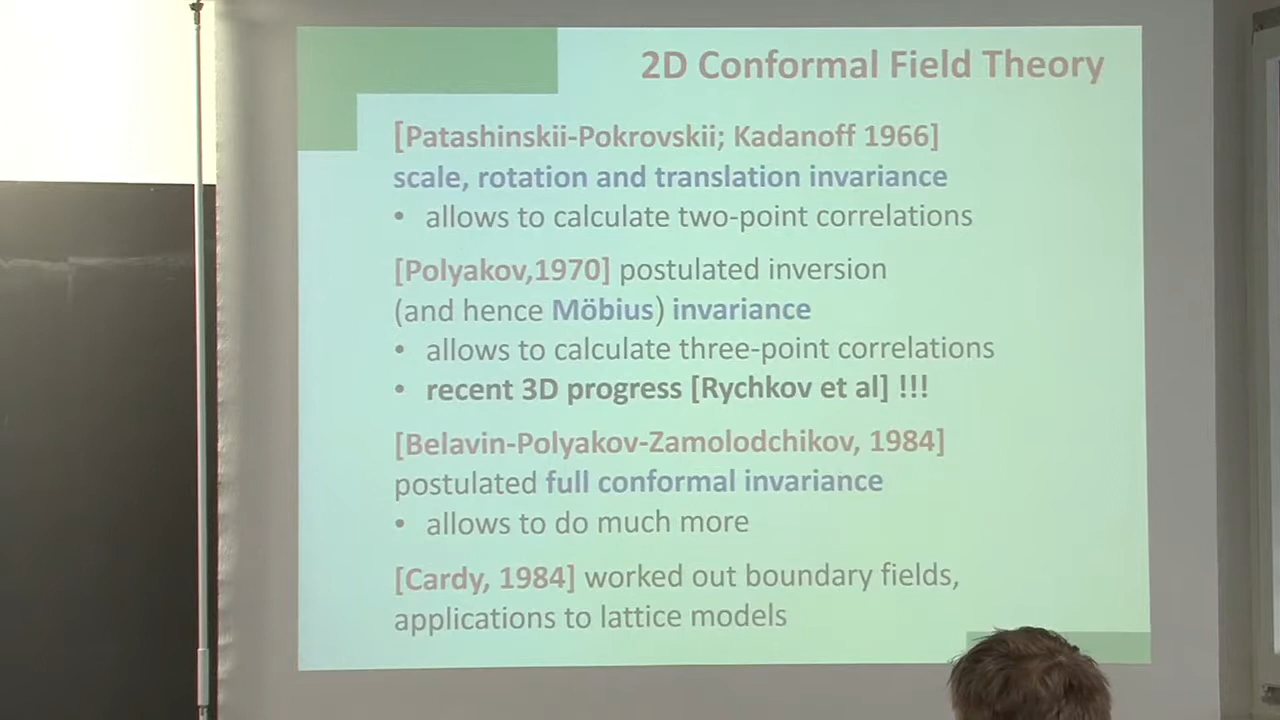 2D Conformal Field Theory
[Patashinskii-Pokrovskii; Kadanoff 1966]
scale, rotation and translation invariance
• allows to calculate two-point correlations
[Polyakov,1970] postulated inversion
(and hence Möbius) invariance
• allows to calculate three-point correlations
• recent 3D progress [Rychkov et al] !!!
[Belavin-Polyakov-Zamolodchikov, 1984]
postulated full conformal invariance
• allows to do much more
[Cardy, 1984] worked out boundary fields,
applications to lattice models